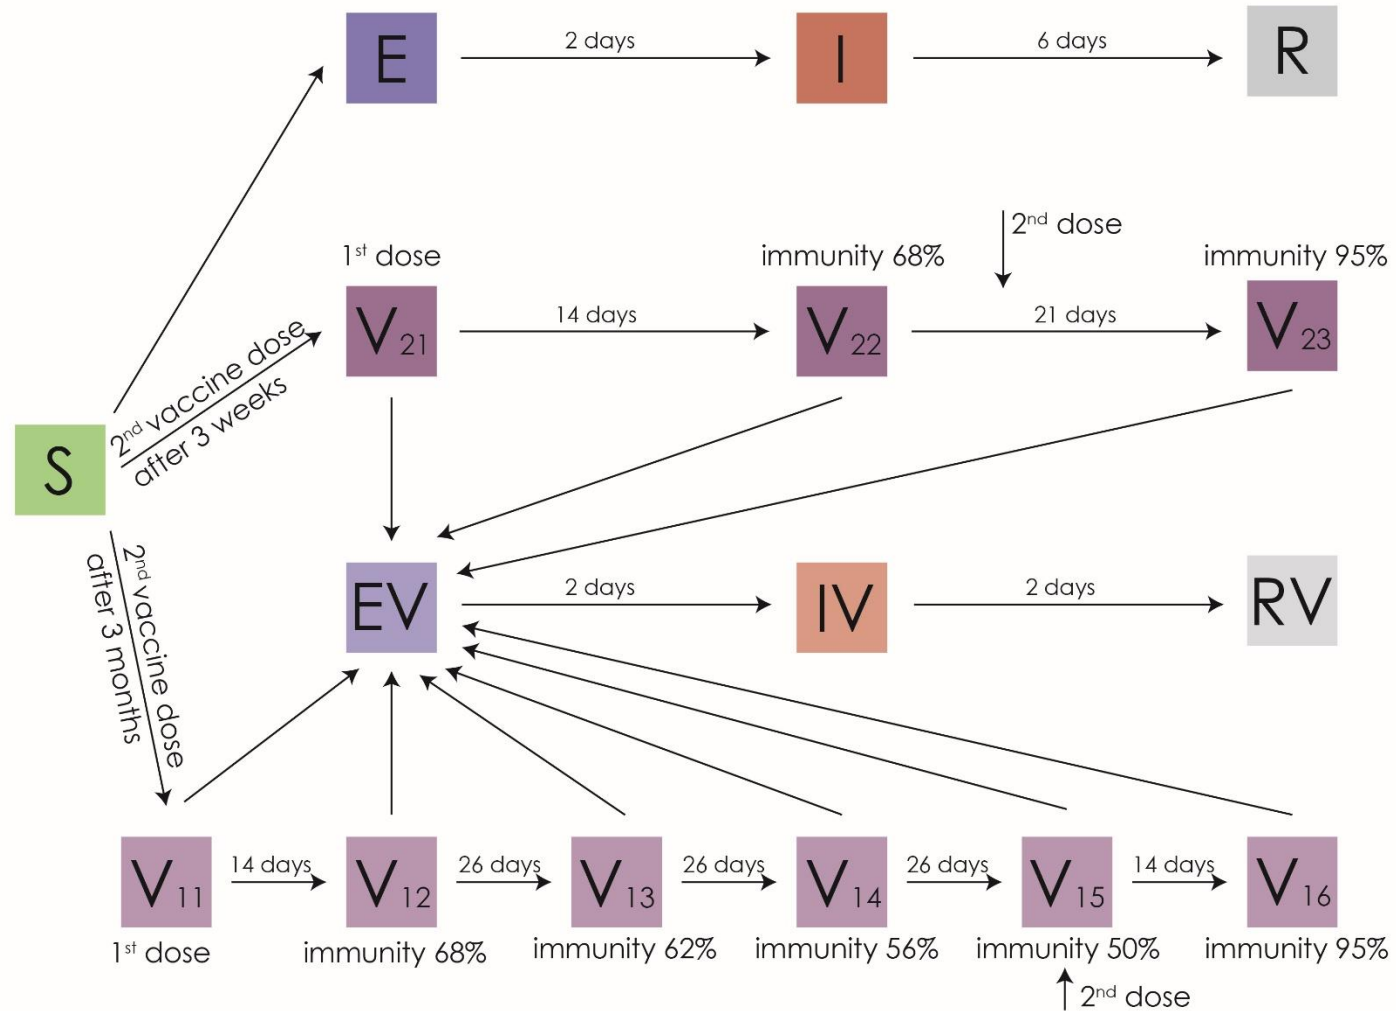 E
2 days
I
6 days
R
1st dose
immunity 68%
2nd dose
immunity 95%
V21
14 days
V22
21 days
V23
S
2nd vaccine dose
after 3 weeks
2nd vaccine dose
after 3 months
EV
2 days
IV
2 days
RV
V11
14 days
V12
26 days
V13
26 days
V14
26 days
V15
14 days
V16
1st dose
immunity 68%
immunity 62%
immunity 56%
immunity 50%
immunity 95%
2nd dose